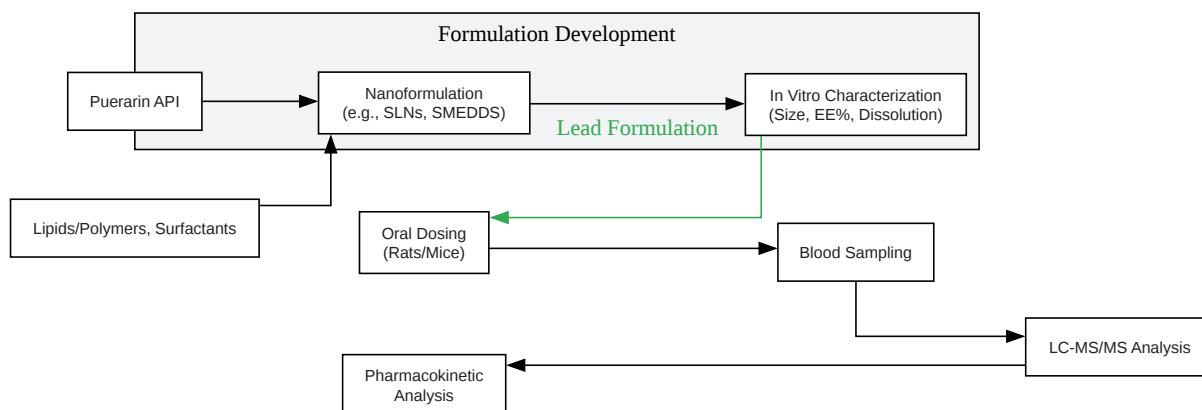 Formulation Development
Puerarin API
Nanoformulation
(e.g., SLNs, SMEDDS)
In Vitro Characterization
(Size, EE%, Dissolution)
Lead Formulation
Lipids/Polymers, Surfactants
Oral Dosing
(Rats/Mice)
Blood Sampling
LC-MS/MS Analysis
Pharmacokinetic
Analysis